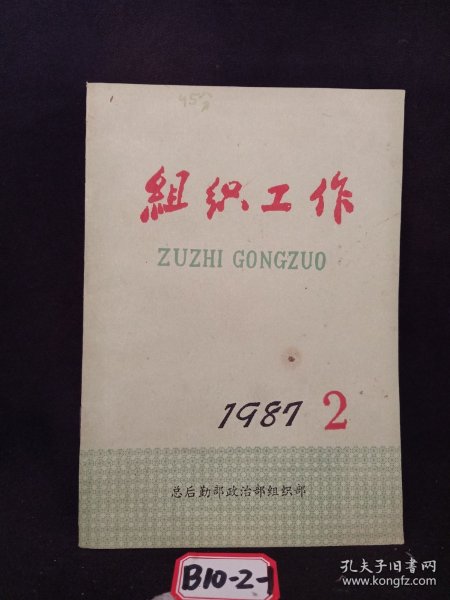 组织工作
ZUZHI GONGZUO
1987 2
总后勤部政治部组织部
B10-2-1
孔夫子旧书网
www.kongfz.com